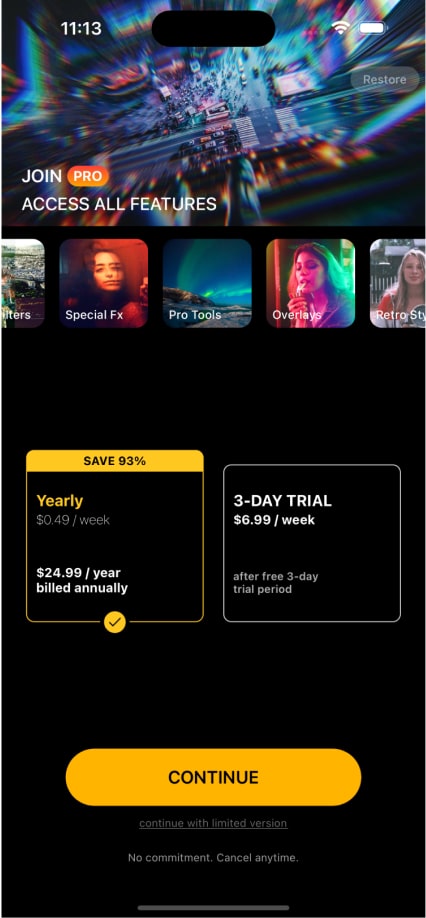 11:13
Restore
JOIN PRO
ACCESS ALL FEATURES
lters
Special Fx
Pro Tools
Overlays
Retro Sty
SAVE 93%
Yearly
$0.49 / week
$24.99 / year
billed annually
3-DAY TRIAL
$6.99 / week
after free 3-day
trial period
CONTINUE
continue with limited version
No commitment. Cancel anytime.